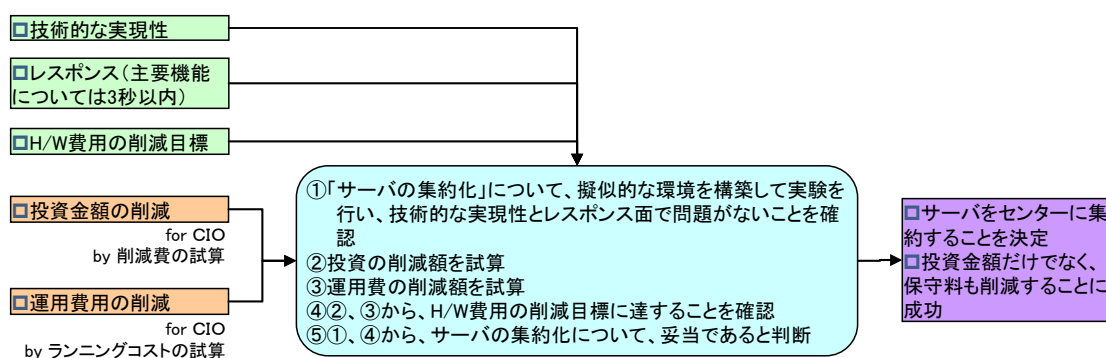 □技術的な実現性
□レスポンス(主要機能
については3秒以内)
□H/W費用の削減目標
□投資金額の削減
for CIO
by 削減費の試算
□運用費用の削減
for CIO
by ランニングコストの試算
①「サーバの集約化」について、擬似的な環境を構築して実験を
行い、技術的な実現性とレスポンス面で問題がないことを確
認
②投資の削減額を試算
③運用費の削減額を試算
④②、③から、H/W費用の削減目標に達することを確認
⑤①、④から、サーバの集約化について、妥当であると判断
□サーバをセンターに集
約することを決定
□投資金額だけでなく、
保守料も削減することに
成功